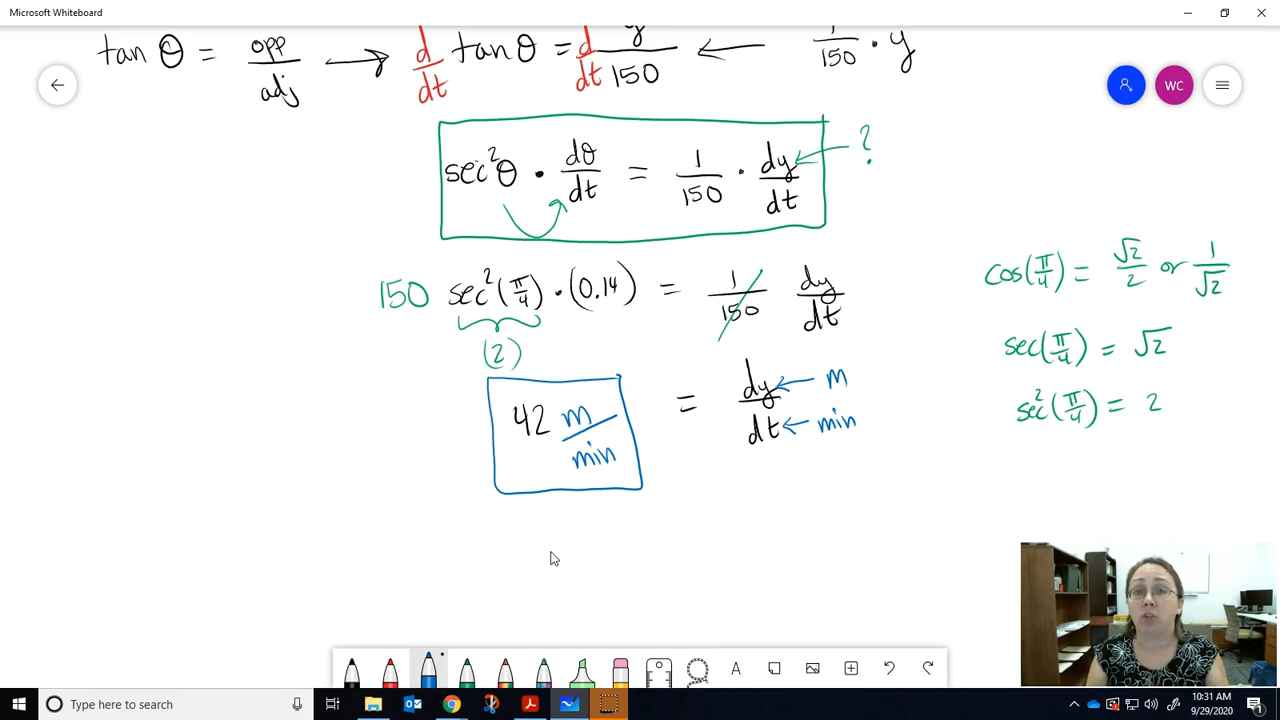 Microsoft Whiteboard
tan θ = opp/adj → d/dt tan θ = d/dt y/150 ← 1/150 · y
WC
sec²θ · dθ/dt = 1/150 · dy/dt ← ?
150 sec²(π/4) · (0.14) = 1/150 dy/dt
(2)
42 m/min = dy/dt ← m ← min
cos(π/4) = √2/2 or 1/√2
sec(π/4) = √2
sec²(π/4) = 2
Type here to search
10:31 AM
9/29/2020